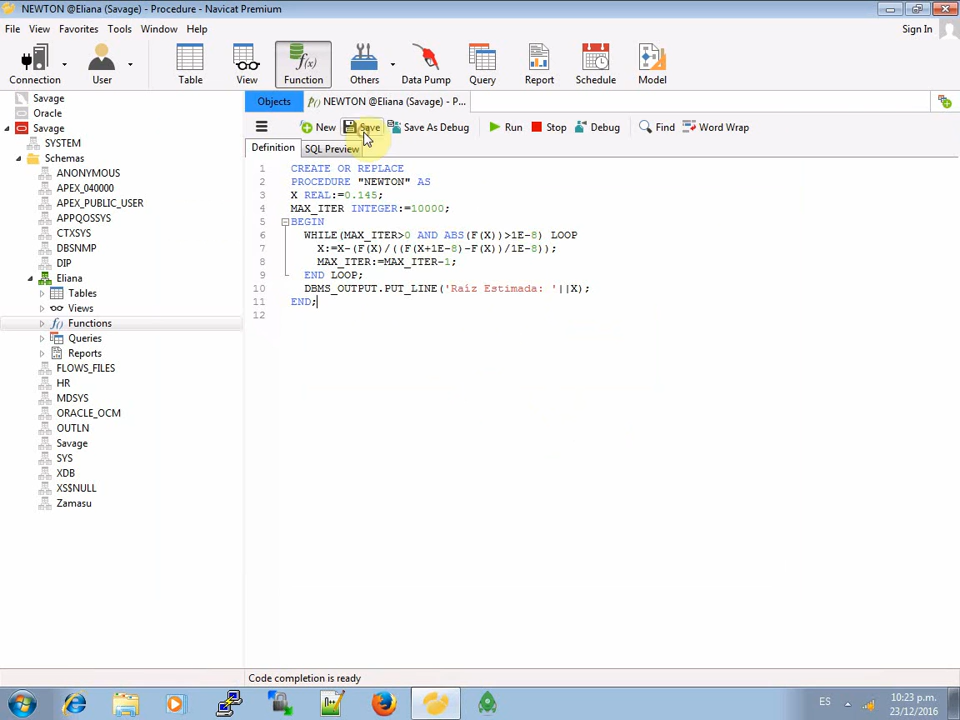 NEWTON @Eliana (Savage) - Procedure - Navicat Premium
File View Favorites Tools Window Help
Sign In
Connection User Table View Function Others Data Pump Query Report Schedule Model
Savage
Oracle
Savage
SYSTEM
Schemas
ANONYMOUS
APEX_040000
APEX_PUBLIC_USER
APPQOSSYS
CTXSYS
DBSNMP
DIP
Eliana
Tables
Views
Functions
Queries
Reports
FLOWS_FILES
HR
MDSYS
ORACLE_OCM
OUTLN
Savage
SYS
XDB
XS$NULL
Zamasu
Objects NEWTON @Eliana (Savage) - P...
New Save Save As Debug Run Stop Debug Find Word Wrap
Definition SQL Preview
1 CREATE OR REPLACE
2 PROCEDURE "NEWTON" AS
3 X REAL:=0.145;
4 MAX_ITER INTEGER:=10000;
5 BEGIN
6 WHILE(MAX_ITER>0 AND ABS(F(X))>1E-8) LOOP
7 X:=X-(F(X)/((F(X+1E-8)-F(X))/1E-8));
8 MAX_ITER:=MAX_ITER-1;
9 END LOOP;
10 DBMS_OUTPUT.PUT_LINE('Raíz Estimada: '||X);
11 END;
12
Code completion is ready
ES
10:23 p.m.
23/12/2016